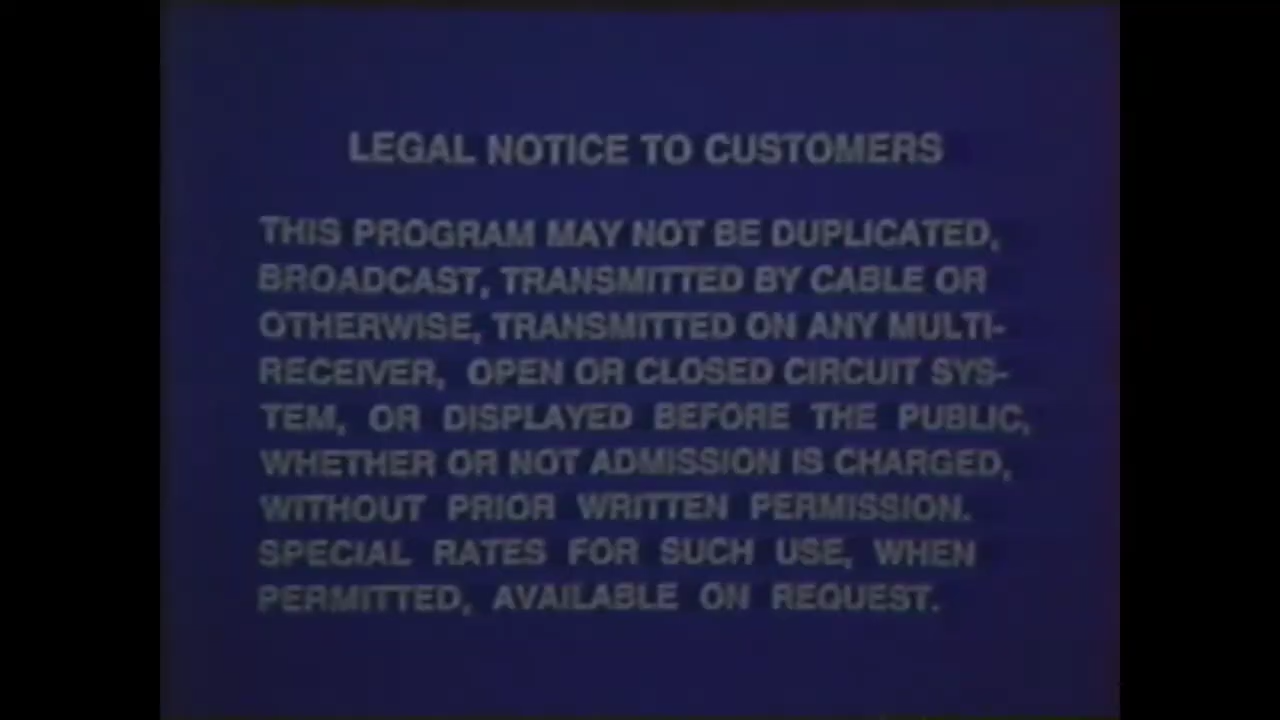 LEGAL NOTICE TO CUSTOMERS
THIS PROGRAM MAY NOT BE DUPLICATED,
BROADCAST, TRANSMITTED BY CABLE OR
OTHERWISE, TRANSMITTED ON ANY MULTI-
RECEIVER, OPEN OR CLOSED CIRCUIT SYS-
TEM, OR DISPLAYED BEFORE THE PUBLIC,
WHETHER OR NOT ADMISSION IS CHARGED,
WITHOUT PRIOR WRITTEN PERMISSION.
SPECIAL RATES FOR SUCH USE, WHEN
PERMITTED, AVAILABLE ON REQUEST.